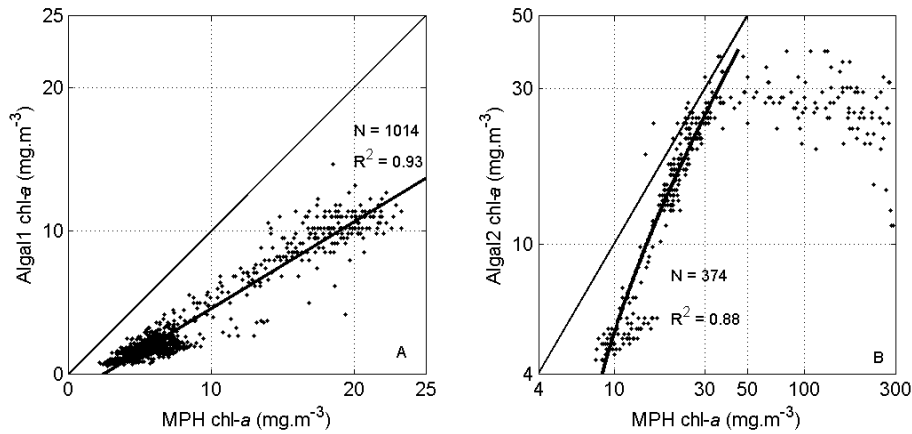 25
20
15
10
5
0
0
10
20
25
Algal1 chl-a (mg.m-3)
MPH chl-a (mg.m-3)
N = 1014
R2 = 0.93
A
50
30
10
4
4
10
30
50
100
300
Algal2 chl-a (mg.m-3)
MPH chl-a (mg.m-3)
N = 374
R2 = 0.88
B